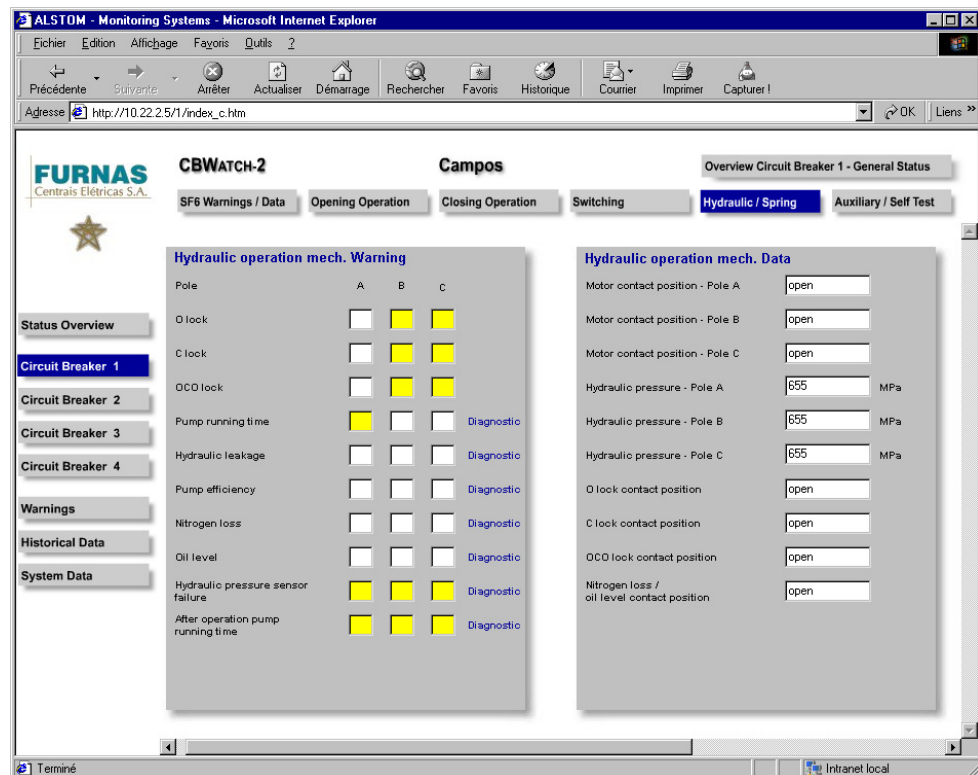 ALSTOM - Monitoring Systems - Microsoft Internet Explorer
Fichier Edition Affichage Favoris Outils ?
Précédente Suivante Arrêter Actualiser Démarrage Rechercher Favoris Historique Courrier Imprimer Capturer !
Adresse http://10.22.2.5/1/index_c.htm OK Liens »
FURNAS
Centrais Elétricas S.A.
CBWATCH-2 Campos Overview Circuit Breaker 1 - General Status
SF6 Warnings / Data Opening Operation Closing Operation Switching Hydraulic / Spring Auxiliary / Self Test
Status Overview
Circuit Breaker 1
Circuit Breaker 2
Circuit Breaker 3
Circuit Breaker 4
Warnings
Historical Data
System Data
Hydraulic operation mech. Warning
Pole A B C
O lock
C lock
OCO lock
Pump running time Diagnostic
Hydraulic leakage Diagnostic
Pump efficiency Diagnostic
Nitrogen loss Diagnostic
Oil level Diagnostic
Hydraulic pressure sensor
failure Diagnostic
After operation pump
running time Diagnostic
Hydraulic operation mech. Data
Motor contact position - Pole A open
Motor contact position - Pole B open
Motor contact position - Pole C open
Hydraulic pressure - Pole A 655 MPa
Hydraulic pressure - Pole B 655 MPa
Hydraulic pressure - Pole C 655 MPa
O lock contact position open
C lock contact position open
OCO lock contact position open
Nitrogen loss /
oil level contact position open
Terminé Intranet local